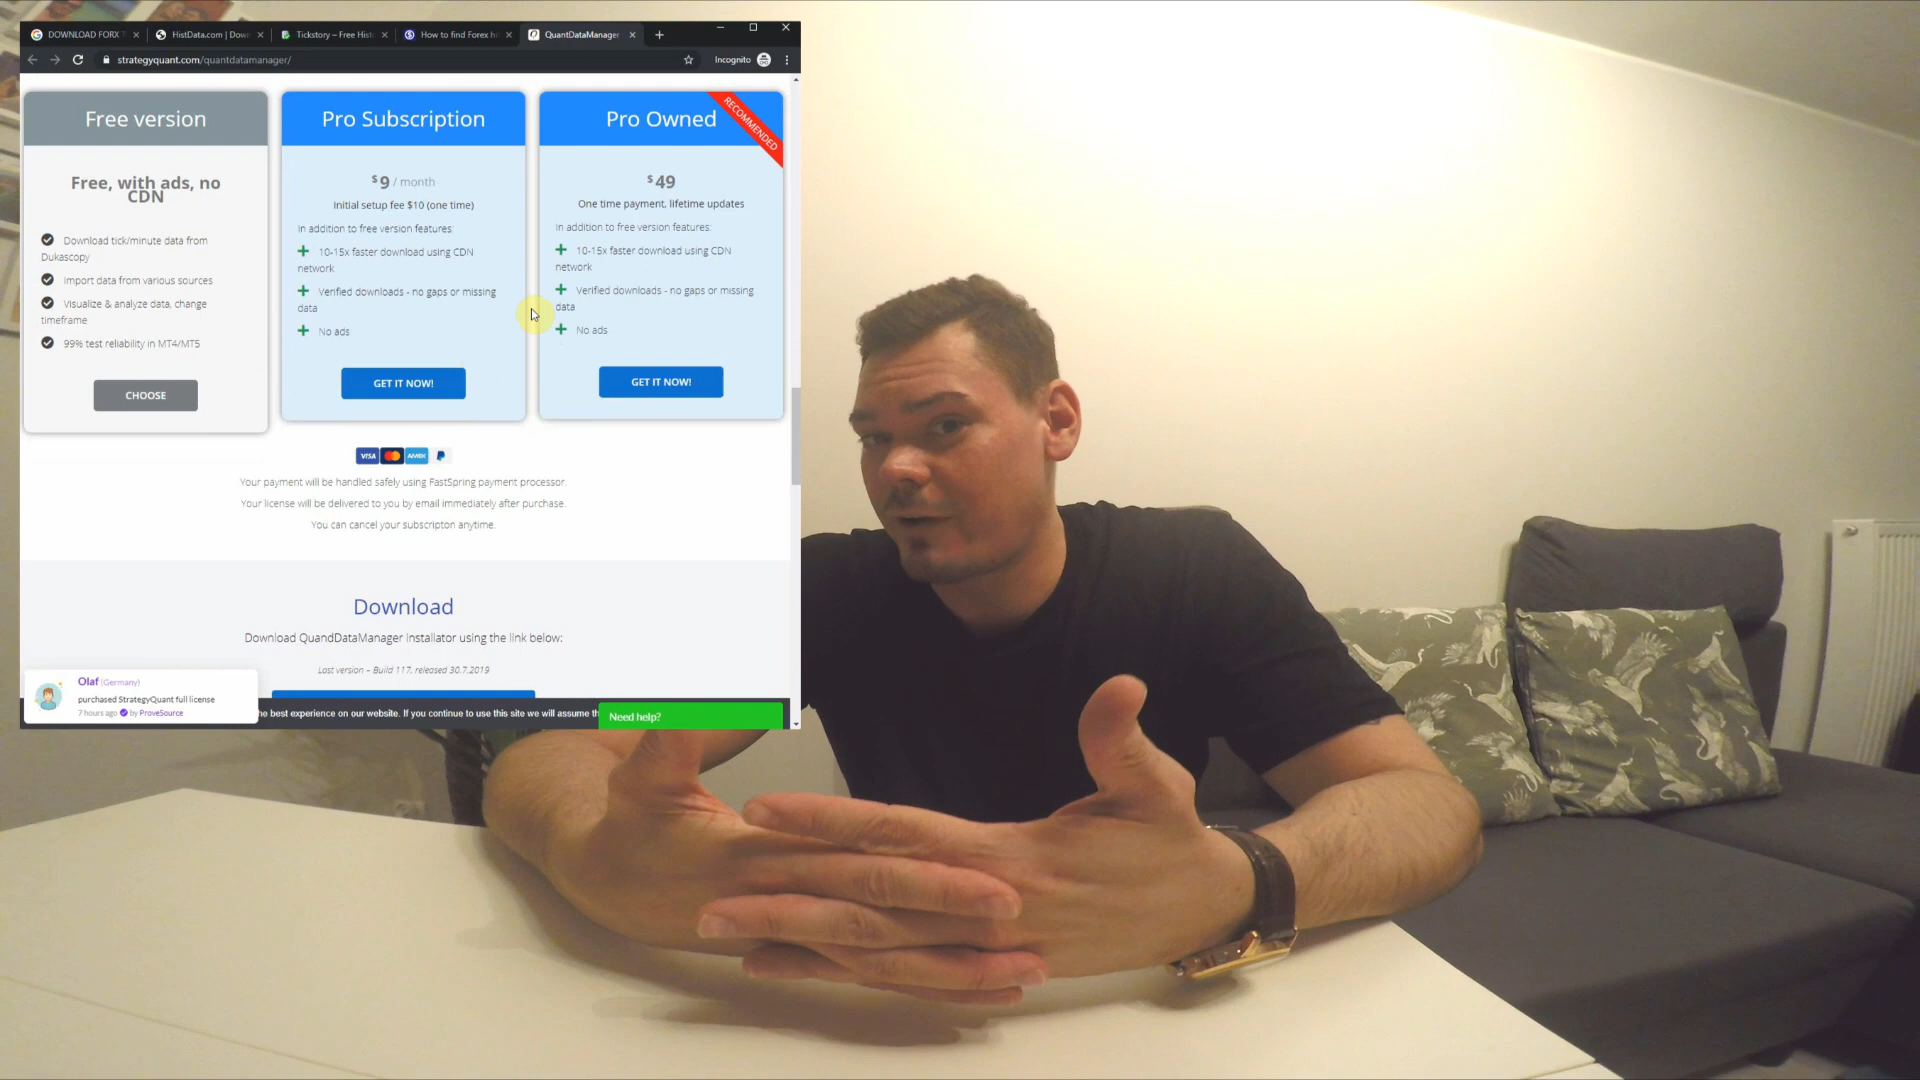 DOWNLOAD FORX
HistData.com | Down
Tickstory – Free Hist
How to find Forex hi
QuantDataManager
strategyquant.com/quantdatamanager/
Incognito
Free version
Free, with ads, no
CDN
Download tick/minute data from
Dukascopy
Import data from various sources
Visualize & analyze data, change
timeframe
99% test reliability in MT4/MT5
CHOOSE
Pro Subscription
$9 / month
Initial setup fee $10 (one time)
In addition to free version features:
10-15x faster download using CDN
network
Verified downloads - no gaps or missing
data
No ads
GET IT NOW!
Pro Owned
RECOMMENDED
$49
One time payment, lifetime updates
In addition to free version features:
10-15x faster download using CDN
network
Verified downloads - no gaps or missing
data
No ads
GET IT NOW!
VISA
AMEX
Your payment will be handled safely using FastSpring payment processor.
Your license will be delivered to you by email immediately after purchase.
You can cancel your subscripton anytime.
Download
Download QuandDataManager installator using the link below:
Last version – Build 117, released 30.7.2019
Olaf (Germany)
purchased StrategyQuant full license
7 hours ago by ProveSource
he best experience on our website. If you continue to use this site we will assume th
Need help?